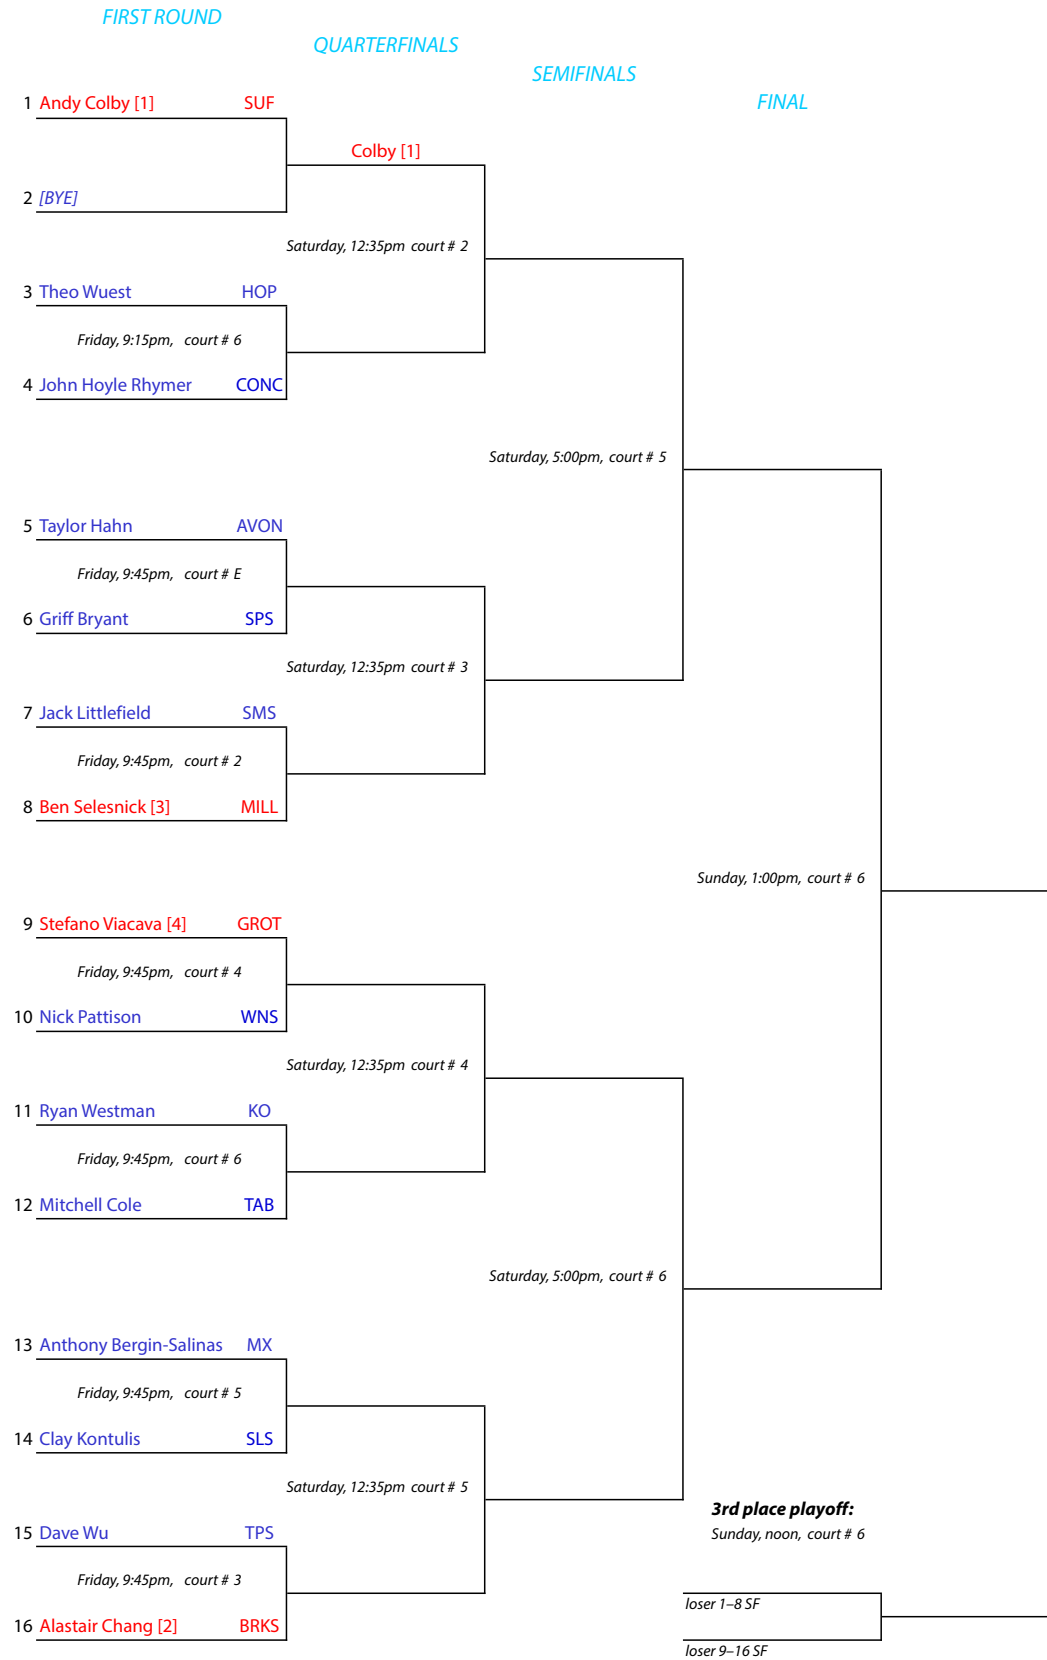 FIRST ROUND
QUARTERFINALS
SEMIFINALS
FINAL
1 Andy Colby [1] SUF
Colby [1]
2 [BYE]
Saturday, 12:35pm court # 2
3 Theo Wuest HOP
Friday, 9:15pm, court # 6
4 John Hoyle Rhymer CONC
Saturday, 5:00pm, court # 5
5 Taylor Hahn AVON
Friday, 9:45pm, court # E
6 Griff Bryant SPS
Saturday, 12:35pm court # 3
7 Jack Littlefield SMS
Friday, 9:45pm, court # 2
8 Ben Selesnick [3] MILL
Sunday, 1:00pm, court # 6
9 Stefano Viacava [4] GROT
Friday, 9:45pm, court # 4
10 Nick Pattison WNS
Saturday, 12:35pm court # 4
11 Ryan Westman KO
Friday, 9:45pm, court # 6
12 Mitchell Cole TAB
Saturday, 5:00pm, court # 6
13 Anthony Bergin-Salinas MX
Friday, 9:45pm, court # 5
14 Clay Kontulis SLS
Saturday, 12:35pm court # 5
3rd place playoff:
15 Dave Wu TPS
Sunday, noon, court # 6
Friday, 9:45pm, court # 3
loser 1–8 SF
16 Alastair Chang [2] BRKS
loser 9–16 SF